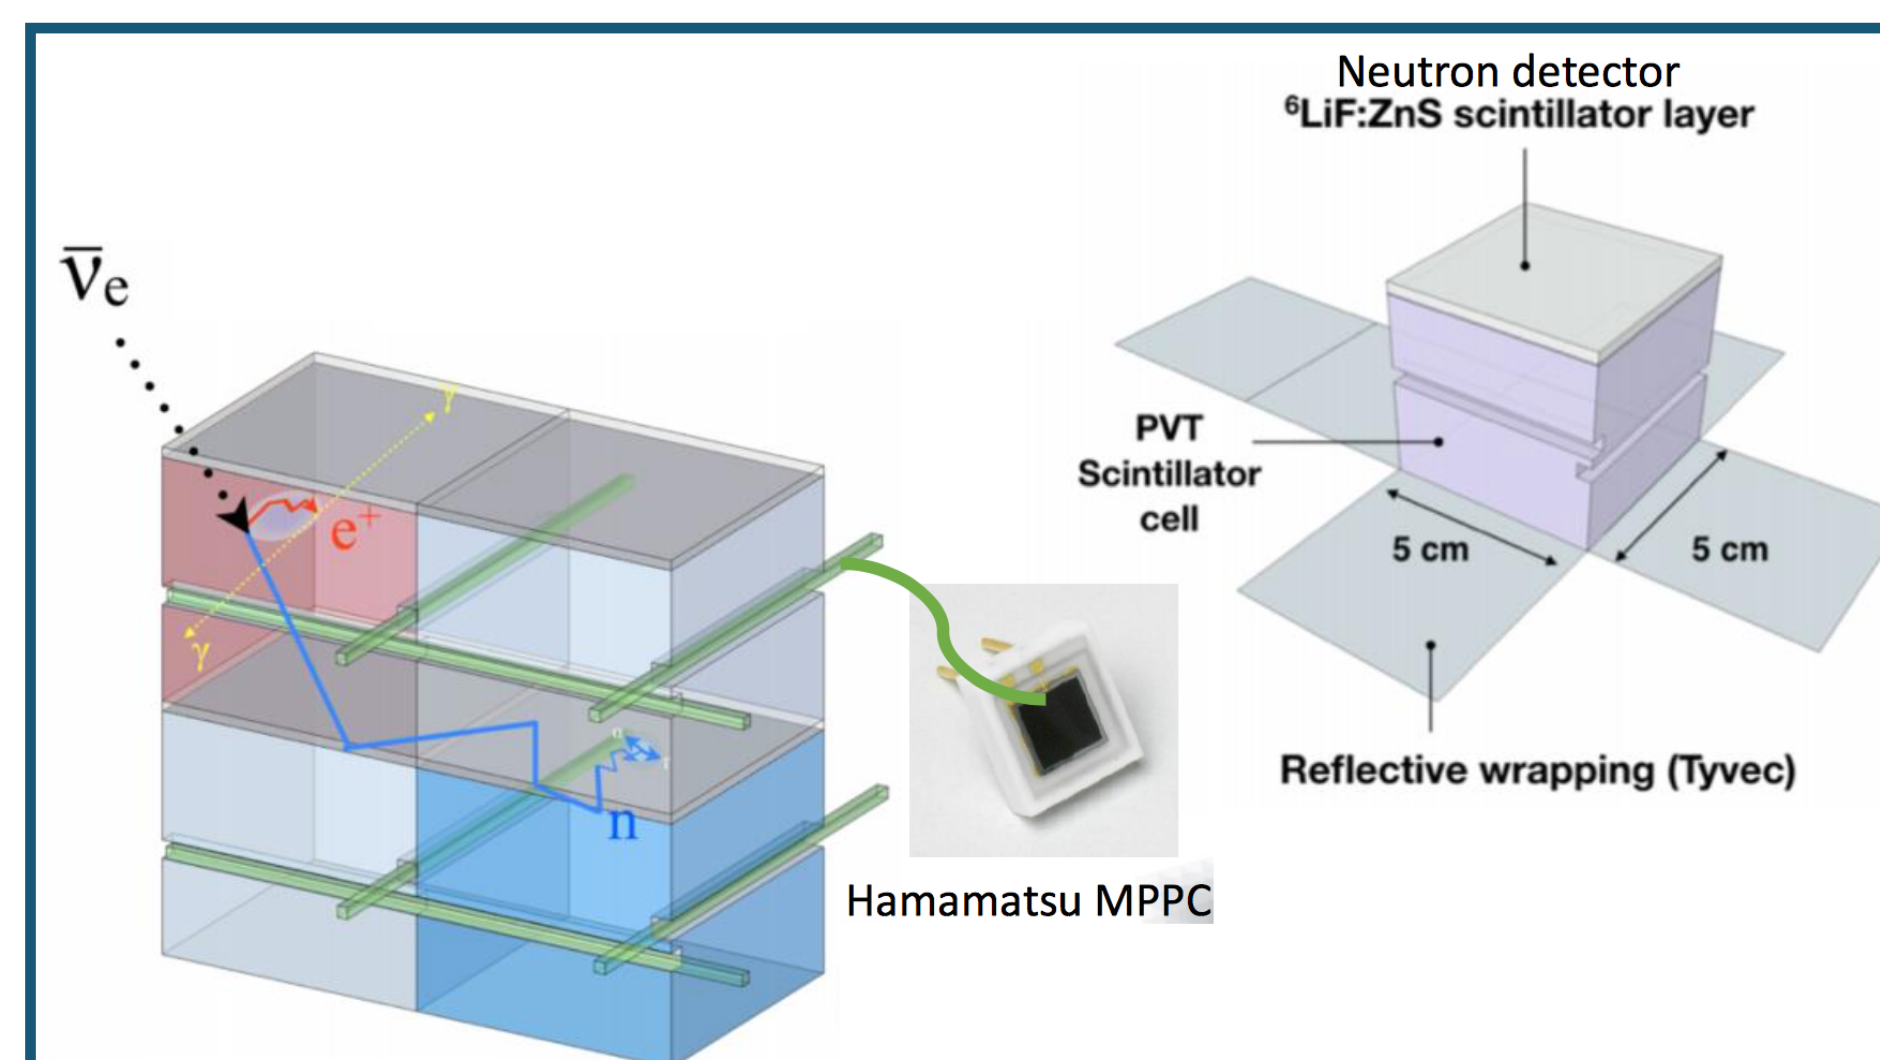 Neutron detector
⁶LiF:ZnS scintillator layer
ν̅e
γ
e⁺
PVT
Scintillator
cell
5 cm
5 cm
γ
n
Reflective wrapping (Tyvec)
Hamamatsu MPPC